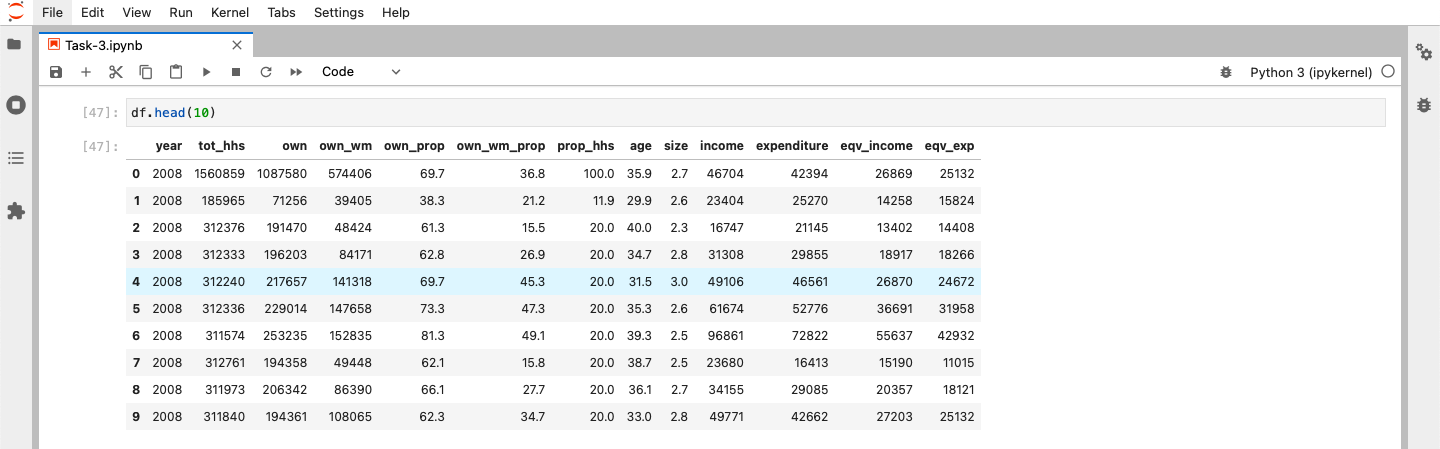 File Edit View Run Kernel Tabs Settings Help
Task-3.ipynb
Code Python 3 (ipykernel)
[47]: df.head(10)
[47]: year tot_hhs own own_wm own_prop own_wm_prop prop_hhs age size income expenditure eqv_income eqv_exp
0 2008 1560859 1087580 574406 69.7 36.8 100.0 35.9 2.7 46704 42394 26869 25132
1 2008 185965 71256 39405 38.3 21.2 11.9 29.9 2.6 23404 25270 14258 15824
2 2008 312376 191470 48424 61.3 15.5 20.0 40.0 2.3 16747 21145 13402 14408
3 2008 312333 196203 84171 62.8 26.9 20.0 34.7 2.8 31308 29855 18917 18266
4 2008 312240 217657 141318 69.7 45.3 20.0 31.5 3.0 49106 46561 26870 24672
5 2008 312336 229014 147658 73.3 47.3 20.0 35.3 2.6 61674 52776 36691 31958
6 2008 311574 253235 152835 81.3 49.1 20.0 39.3 2.5 96861 72822 55637 42932
7 2008 312761 194358 49448 62.1 15.8 20.0 38.7 2.5 23680 16413 15190 11015
8 2008 311973 206342 86390 66.1 27.7 20.0 36.1 2.7 34155 29085 20357 18121
9 2008 311840 194361 108065 62.3 34.7 20.0 33.0 2.8 49771 42662 27203 25132